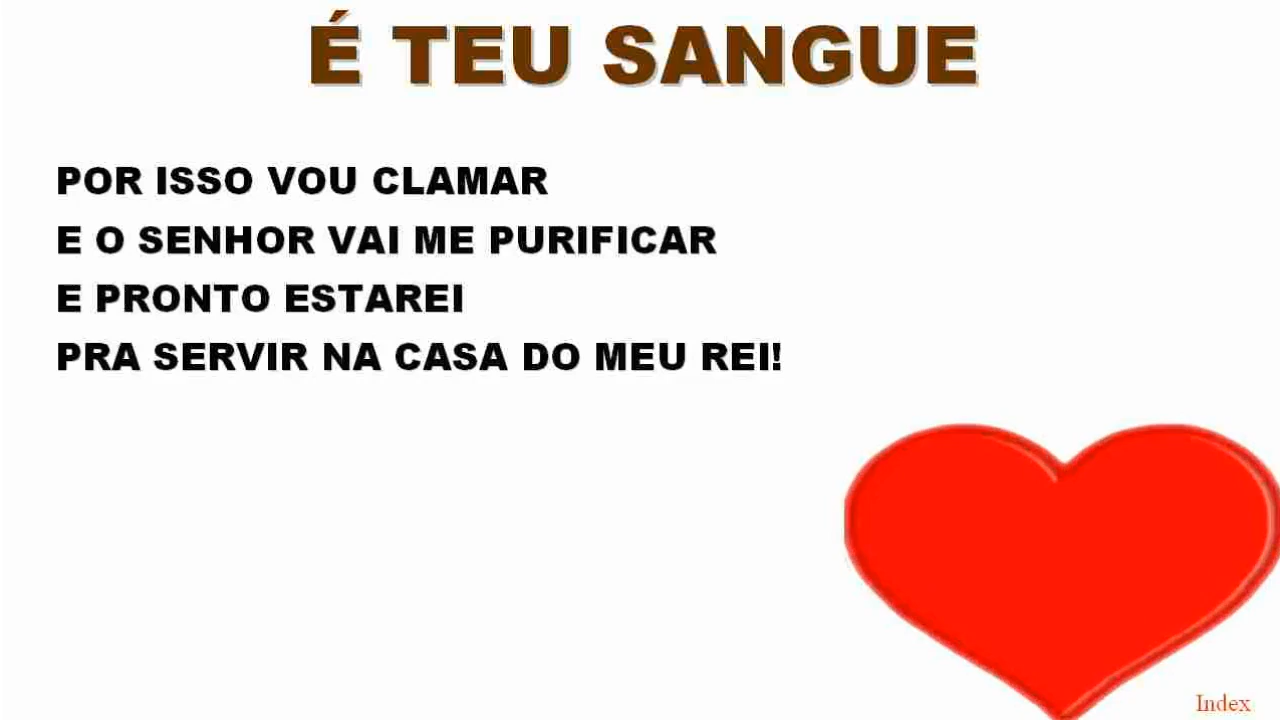 É TEU SANGUE
POR ISSO VOU CLAMAR
E O SENHOR VAI ME PURIFICAR
E PRONTO ESTAREI
PRA SERVIR NA CASA DO MEU REI!
Index